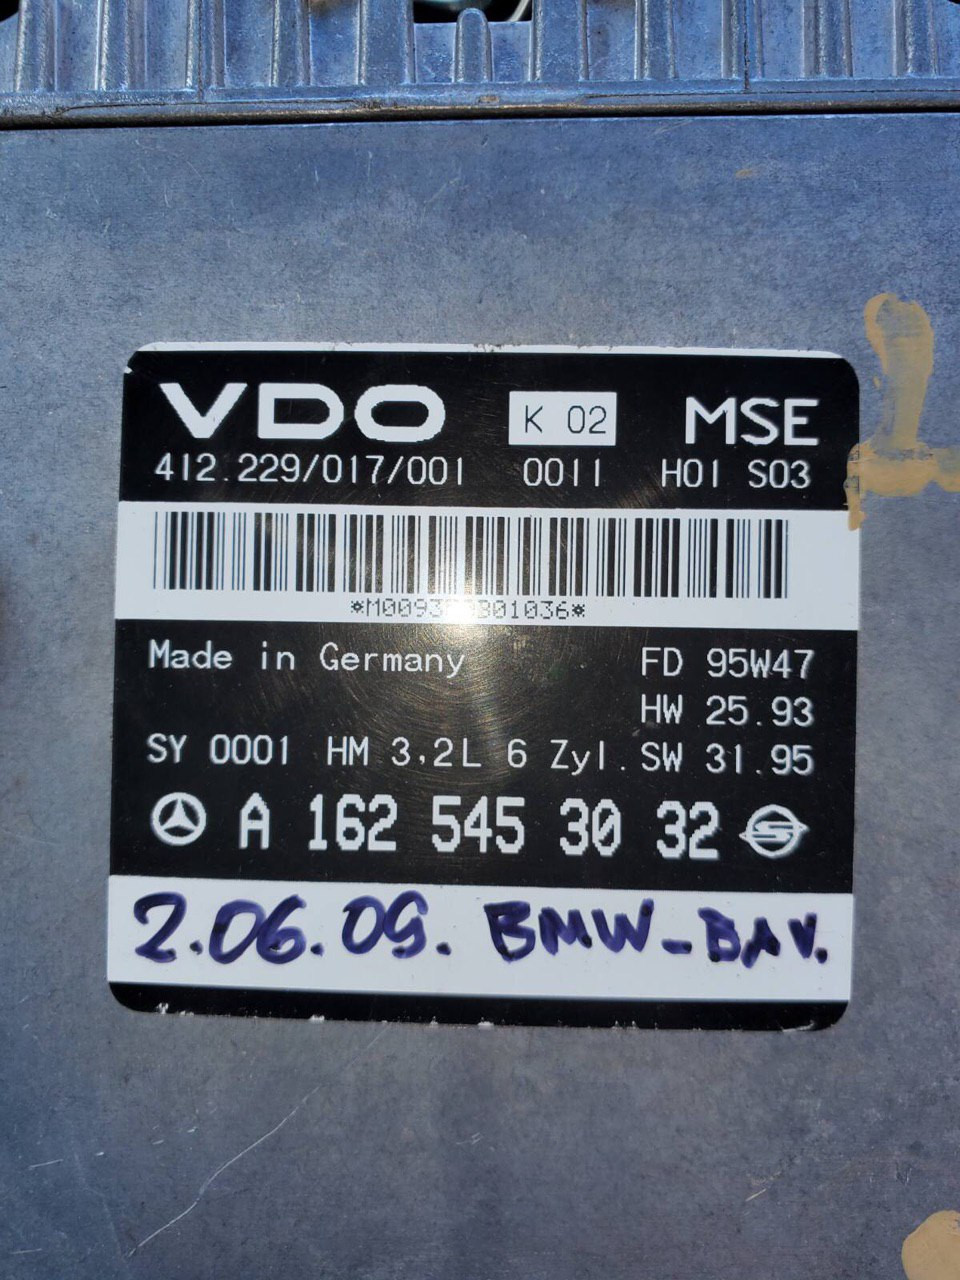 VDO K 02 MSE
412.229/017/001 0011 H01 S03
Made in Germany FD 95W47
HW 25.93
SY 0001 HM 3,2L 6 Zyl. SW 31.95
A 162 545 30 32
2.06.09. BMW-BAV.